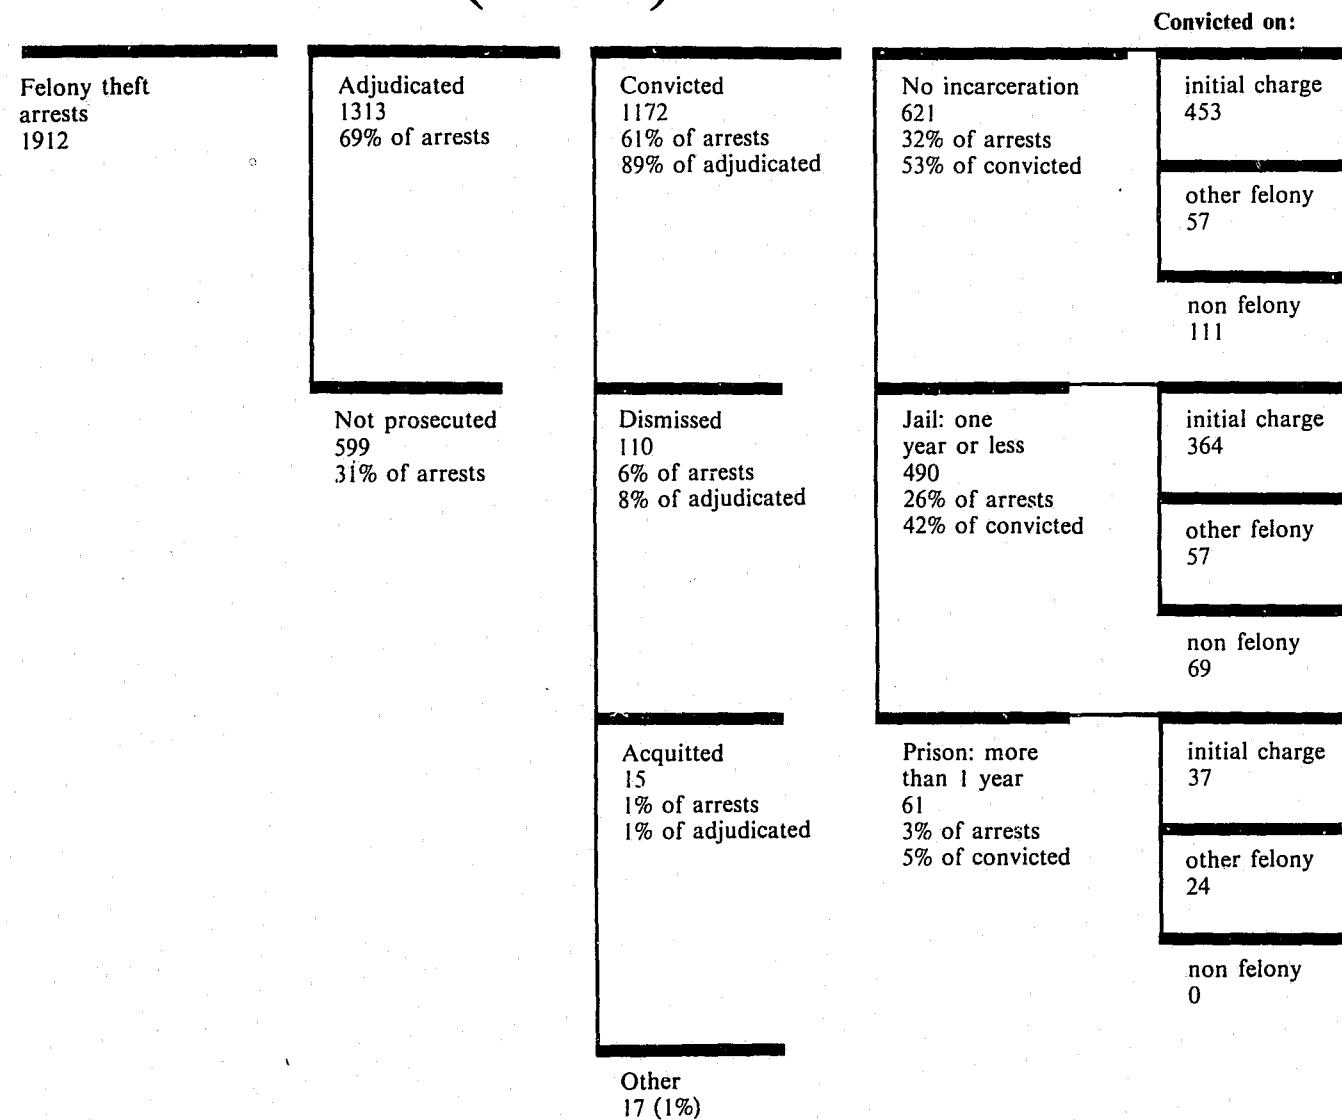 Convicted on:
Felony theft
arrests
1912
Adjudicated
1313
69% of arrests
Not prosecuted
599
31% of arrests
Convicted
1172
61% of arrests
89% of adjudicated
Dismissed
110
6% of arrests
8% of adjudicated
Acquitted
15
1% of arrests
1% of adjudicated
Other
17 (1%)
No incarceration
621
32% of arrests
53% of convicted
Jail: one
year or less
490
26% of arrests
42% of convicted
Prison: more
than 1 year
61
3% of arrests
5% of convicted
initial charge
453
other felony
57
non felony
111
initial charge
364
other felony
57
non felony
69
initial charge
37
other felony
24
non felony
0